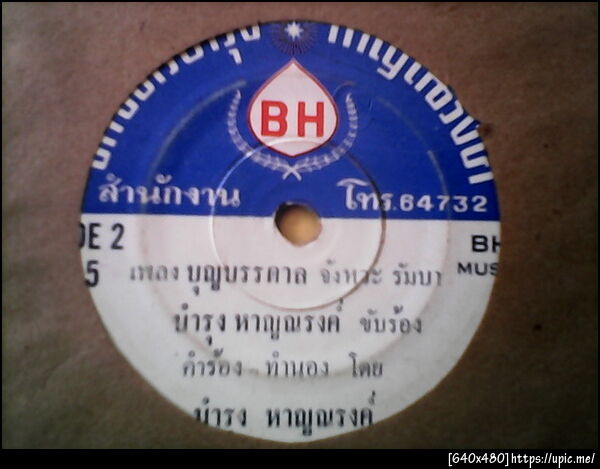 BH
สำนักงาน โทร.64732
DE 2 BH
5 เพลง บุญบรรดาล จังหวะ รัมบา MUS
บำรุง หาญณรงค์ ขับร้อง
คำร้อง - ทำนอง โดย
บำรุง หาญณรงค์
[640x480]https://upic.me/